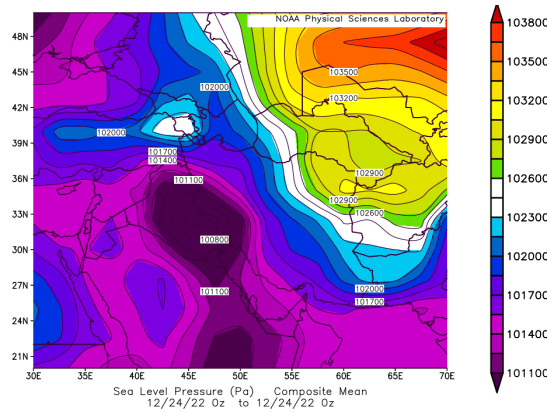 NOAA Physical Sciences Laboratory
48N
45N
42N
39N
36N
33N
30N
27N
24N
21N
30E
35E
40E
45E
50E
55E
60E
65E
70E
103500
102000
103200
102000
101700
101400
102900
101100
102900
102600
100800
102000
101100
101700
Sea Level Pressure (Pa) Composite Mean
12/24/22 0z to 12/24/22 0z
103800
103500
103200
102900
102600
102300
102000
101700
101400
101100